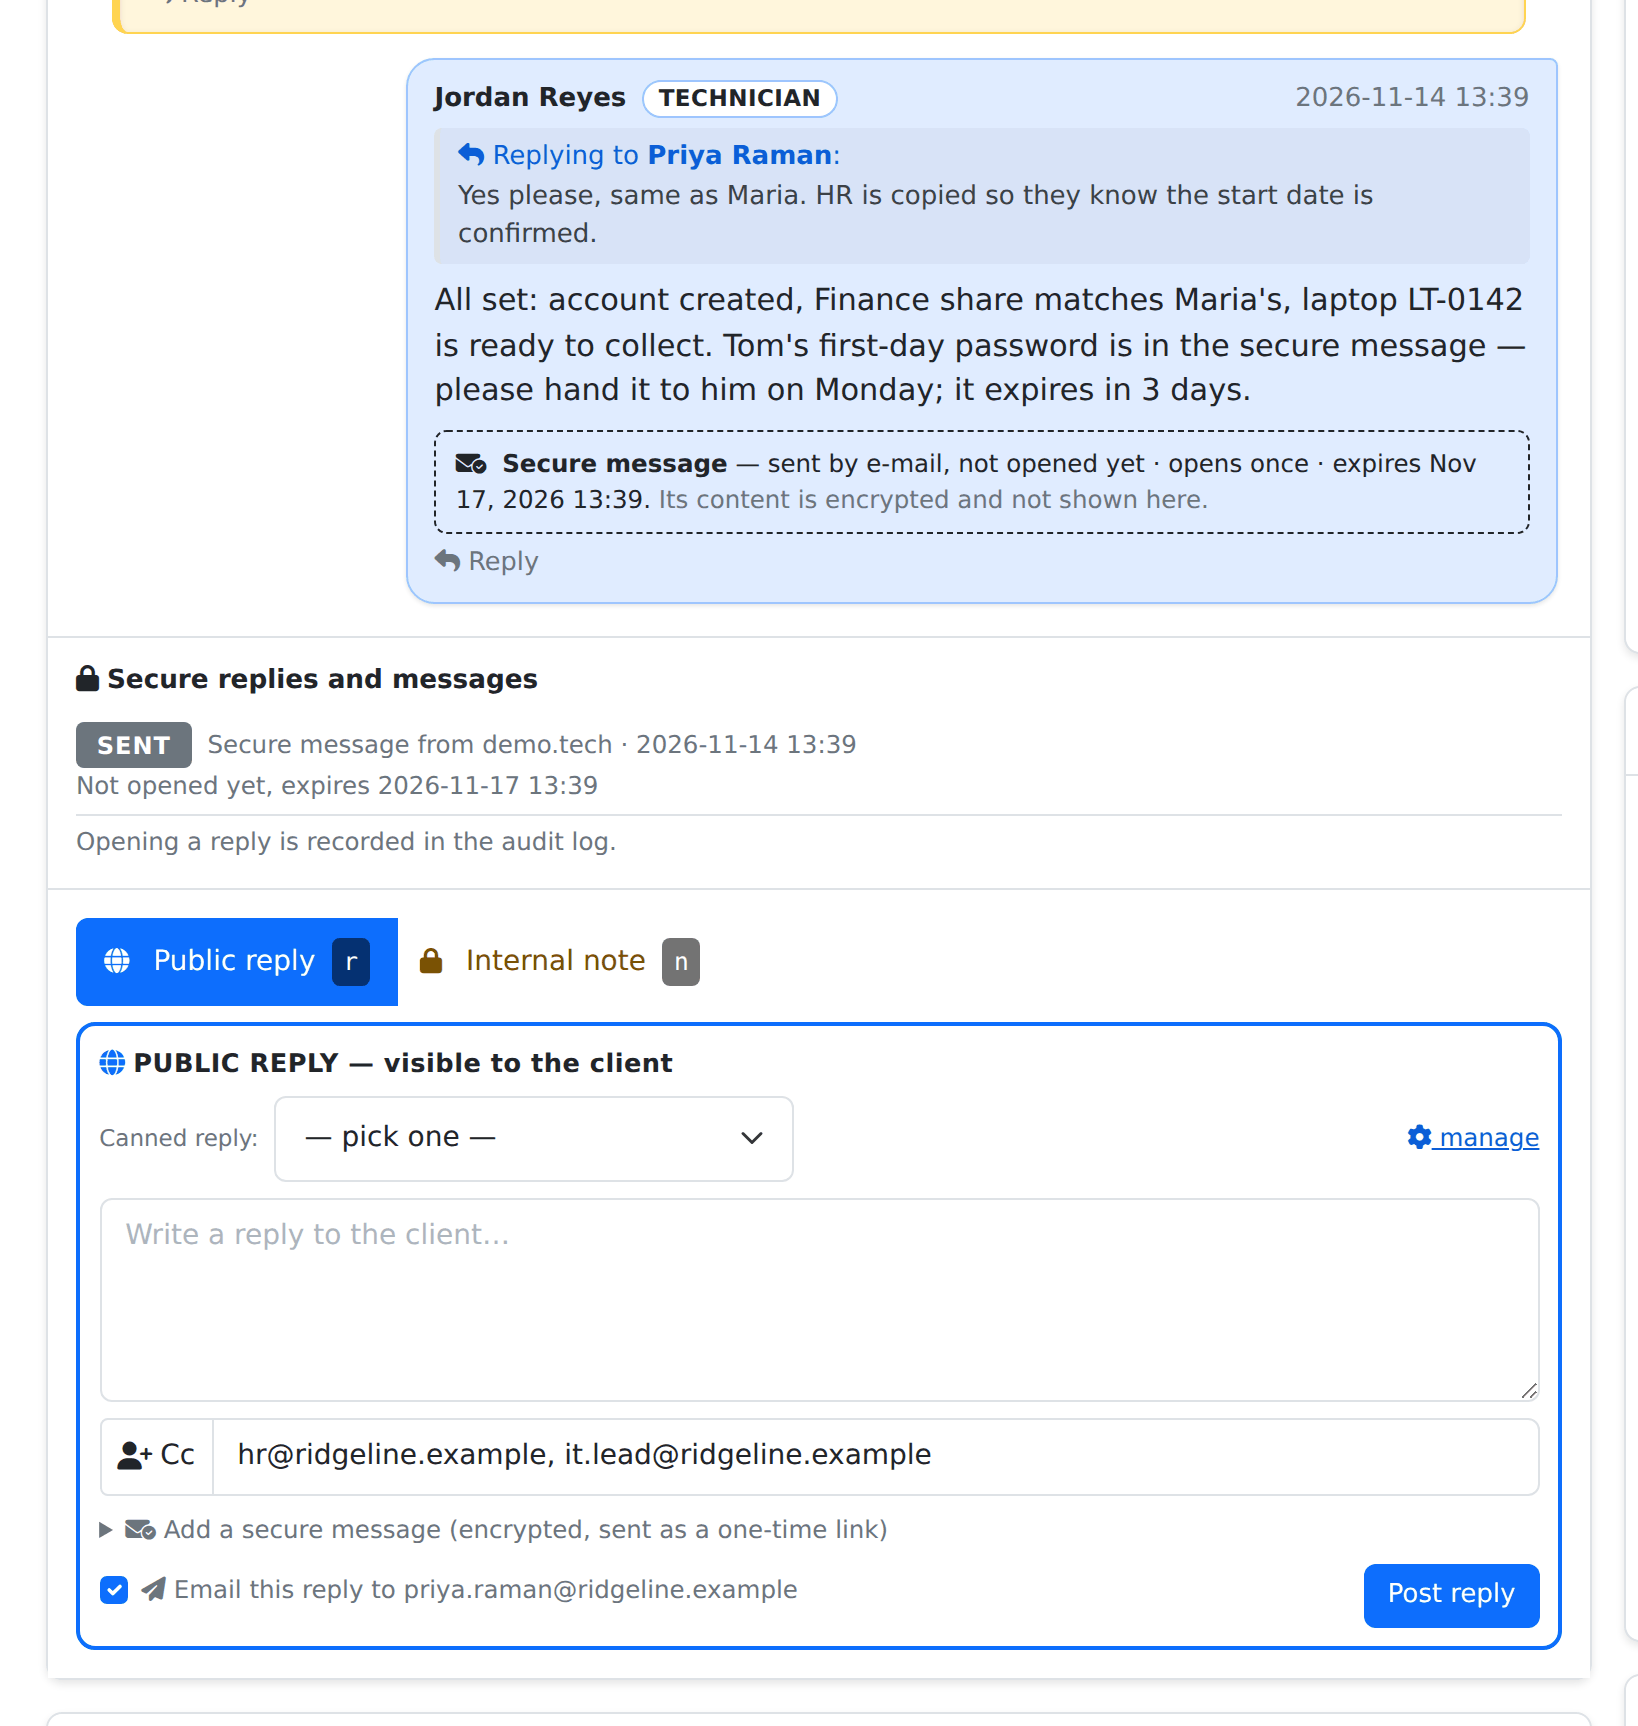 Reply
Jordan Reyes TECHNICIAN 2026-11-14 13:39
Replying to Priya Raman:
Yes please, same as Maria. HR is copied so they know the start date is
confirmed.
All set: account created, Finance share matches Maria's, laptop LT-0142
is ready to collect. Tom's first-day password is in the secure message —
please hand it to him on Monday; it expires in 3 days.
Secure message — sent by e-mail, not opened yet · opens once · expires Nov
17, 2026 13:39. Its content is encrypted and not shown here.
Reply
Secure replies and messages
SENT Secure message from demo.tech · 2026-11-14 13:39
Not opened yet, expires 2026-11-17 13:39
Opening a reply is recorded in the audit log.
Public reply r Internal note n
PUBLIC REPLY — visible to the client
Canned reply: — pick one — manage
Write a reply to the client…
Cc hr@ridgeline.example, it.lead@ridgeline.example
Add a secure message (encrypted, sent as a one-time link)
Email this reply to priya.raman@ridgeline.example Post reply